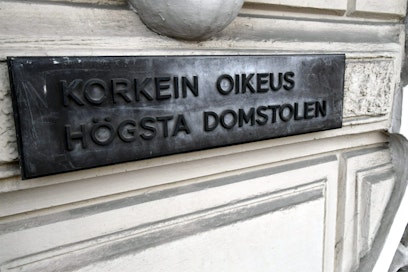 KORKEIN OIKEUS
HÖGSTA DOMSTOLEN